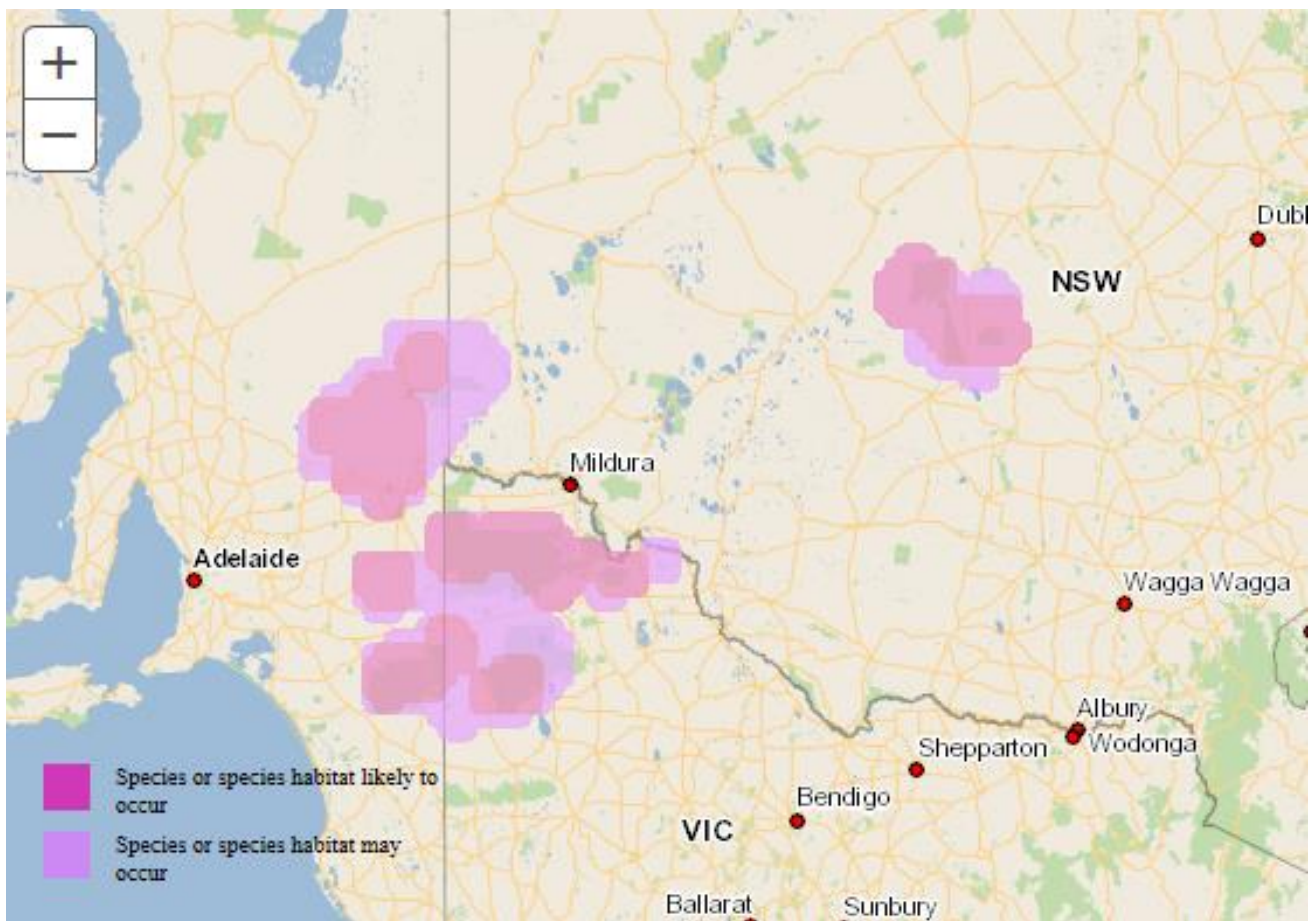 +
−
Dubl
NSW
Mildura
Adelaide
Wagga Wagga
Albury
Wodonga
Shepparton
Bendigo
VIC
Ballarat
Sunbury
Species or species habitat likely to
occur
Species or species habitat may
occur